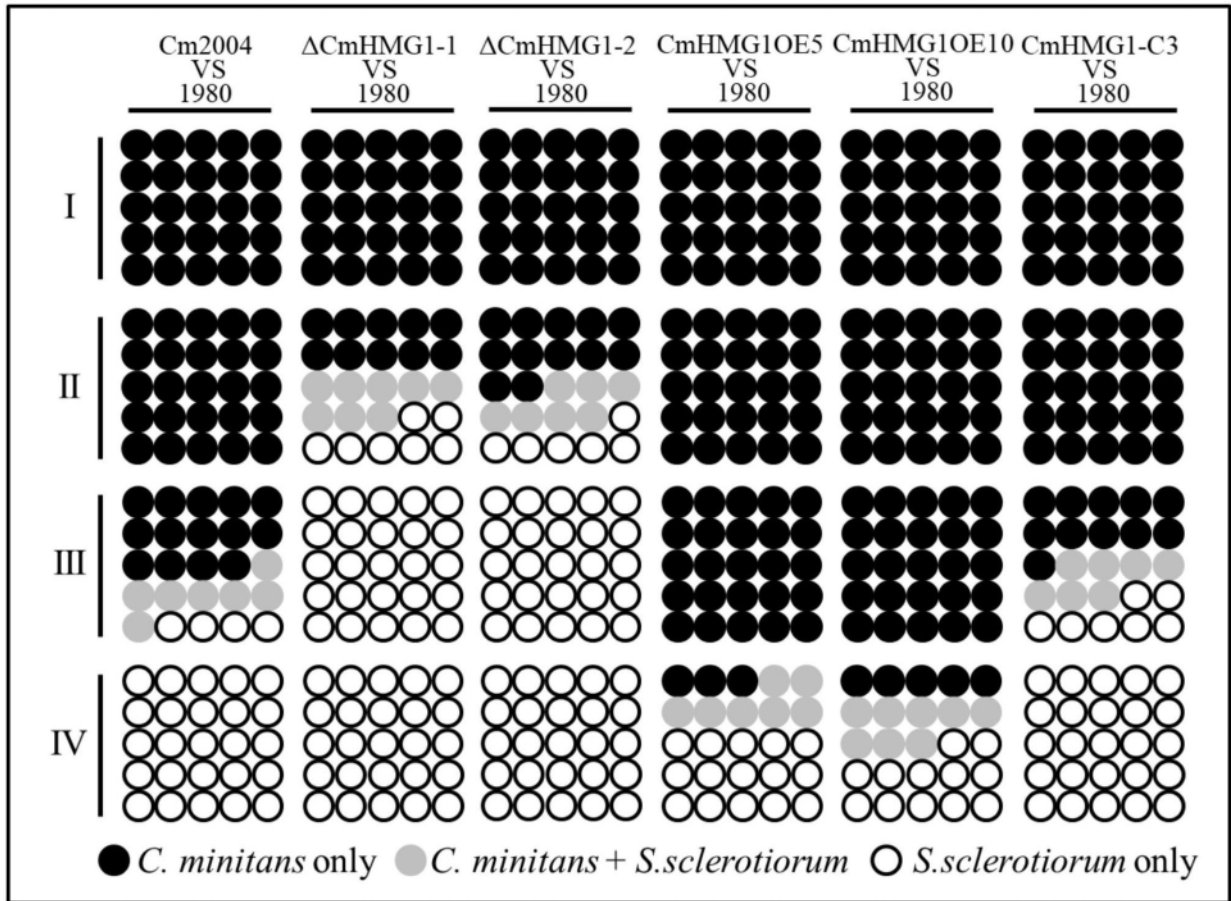 Cm2004 VS 1980
ΔCmHMG1-1 VS 1980
ΔCmHMG1-2 VS 1980
CmHMG1OE5 VS 1980
CmHMG1OE10 VS 1980
CmHMG1-C3 VS 1980
I
II
III
IV
C. minitans only
C. minitans + S.sclerotiorum
S.sclerotiorum only